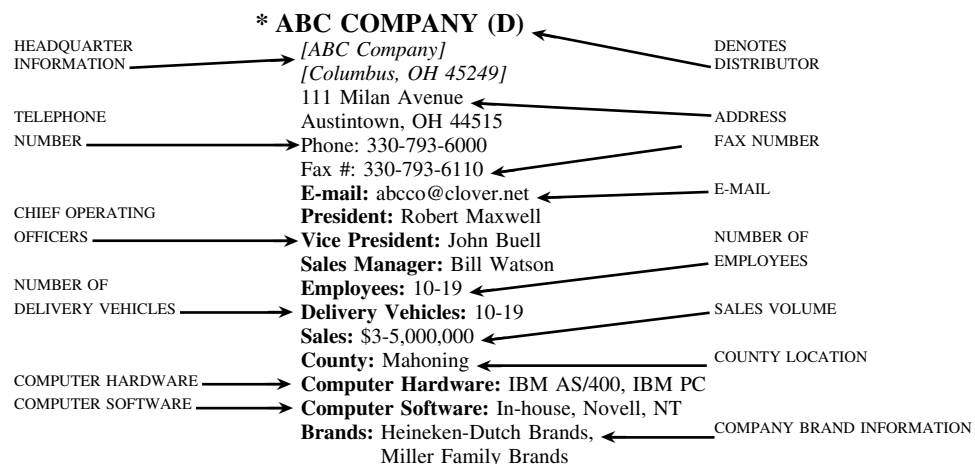 * ABC COMPANY (D)
HEADQUARTER
INFORMATION
[ABC Company]
[Columbus, OH 45249]
DENOTES
DISTRIBUTOR
111 Milan Avenue
Austintown, OH 44515
ADDRESS
TELEPHONE
NUMBER
Phone: 330-793-6000
Fax #: 330-793-6110
FAX NUMBER
E-mail: abcco@clover.net
E-MAIL
CHIEF OPERATING
OFFICERS
President: Robert Maxwell
Vice President: John Buell
Sales Manager: Bill Watson
NUMBER OF
EMPLOYEES
Employees: 10-19
NUMBER OF
DELIVERY VEHICLES
Delivery Vehicles: 10-19
Sales: $3-5,000,000
SALES VOLUME
County: Mahoning
COUNTY LOCATION
COMPUTER HARDWARE
Computer Hardware: IBM AS/400, IBM PC
COMPUTER SOFTWARE
Computer Software: In-house, Novell, NT
Brands: Heineken-Dutch Brands,
Miller Family Brands
COMPANY BRAND INFORMATION